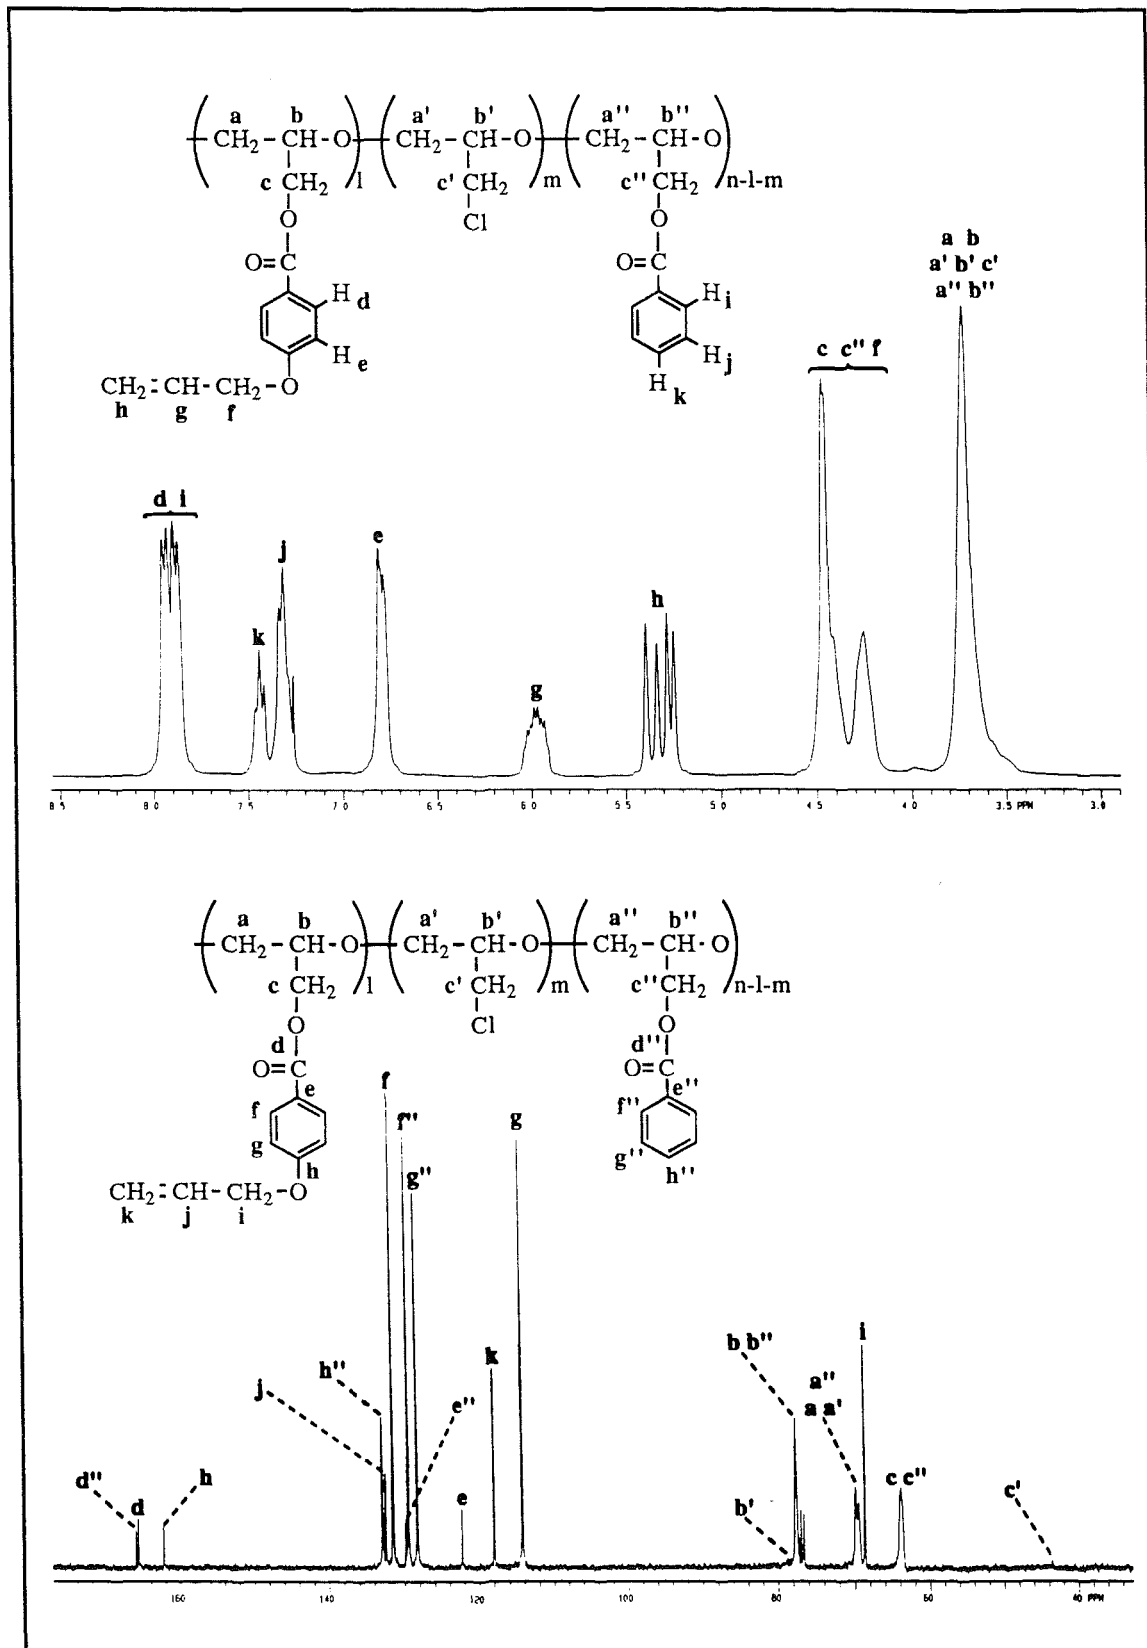 a b a' b' a'' b''
CH2-CH-O CH2-CH-O CH2-CH-O
c CH2 l c' CH2 m c'' CH2 n-l-m
O Cl O
O=C O=C
H d H i
H e H j
CH2=CH-CH2-O H k
h g f
a b
a' b' c'
a'' b''
c c'' f
d i
j
e
k
h
g
8.5 8.0 7.5 7.0 6.5 6.0 5.5 5.0 4.5 4.0 3.5 PPM 3.0
a b a' b' a'' b''
CH2-CH-O CH2-CH-O CH2-CH-O
c CH2 l c' CH2 m c'' CH2 n-l-m
O Cl O
d d''
O=C O=C
e e''
f f''
g g''
h h''
CH2=CH-CH2-O
k j i
f
f''
g''
g
b b''
i
a''
a a'
h''
k
j
e''
c c''
d'' h
d
e
b'
c'
160 140 120 100 80 60 40 PPM